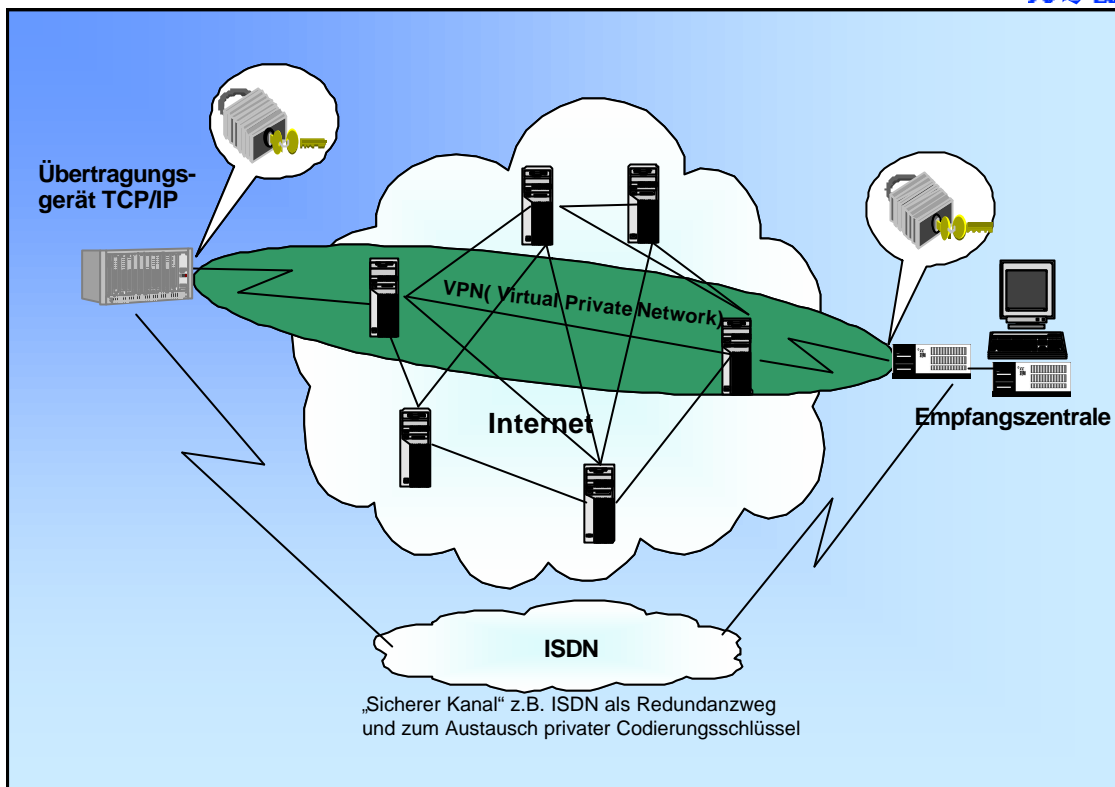 Übertragungs-
gerät TCP/IP
VPN( Virtual Private Network)
Internet
Empfangszentrale
ISDN
„Sicherer Kanal“ z.B. ISDN als Redundanzweg
und zum Austausch privater Codierungsschlüssel